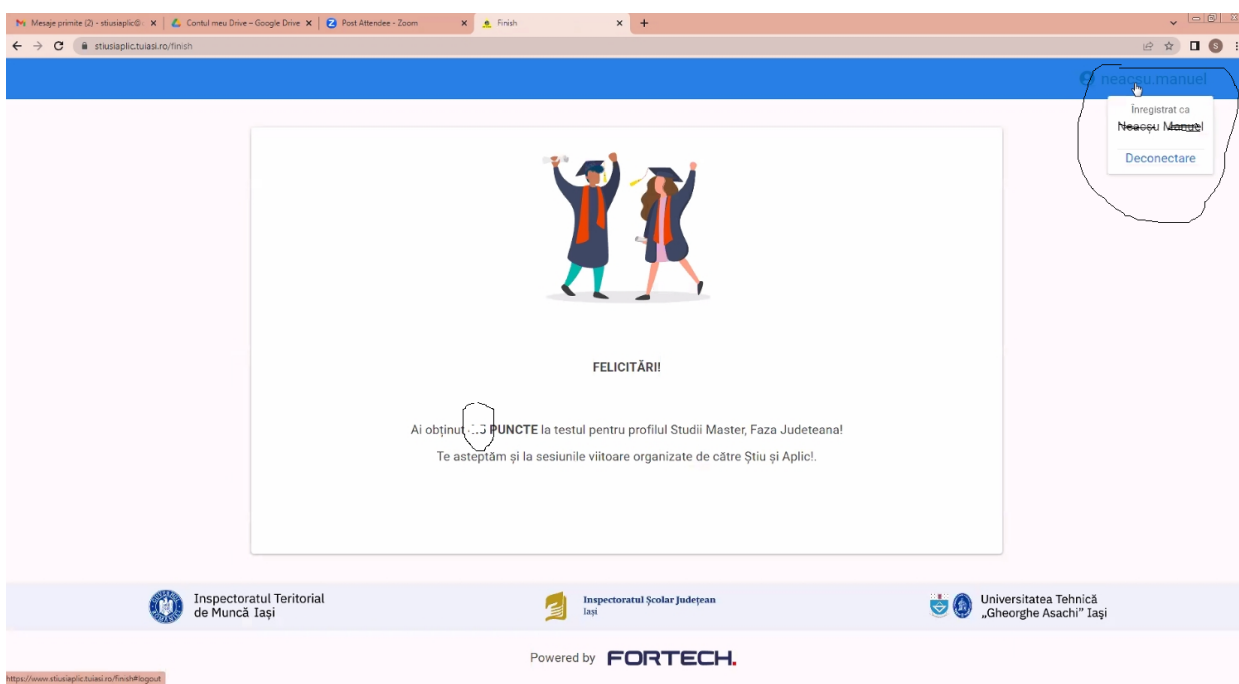 Mesaje primite (2) - stiusiaplic@
Contul meu Drive – Google Drive
Post Attendee - Zoom
Finish
stiusiaplic.tuiasi.ro/finish
S
neacsu.manuel
Înregistrat ca
Neacșu Manuel
Deconectare
FELICITĂRI!
Ai obținut PUNCTE la testul pentru profilul Studii Master, Faza Judeteana!
Te asteptăm și la sesiunile viitoare organizate de către Știu și Aplic!.
Inspectoratul Teritorial
de Muncă Iași
Inspectoratul Școlar Județean
Iași
Universitatea Tehnică
„Gheorghe Asachi” Iași
Powered by FORTECH.
https://www.stiusiaplic.tuiasi.ro/finish#logout